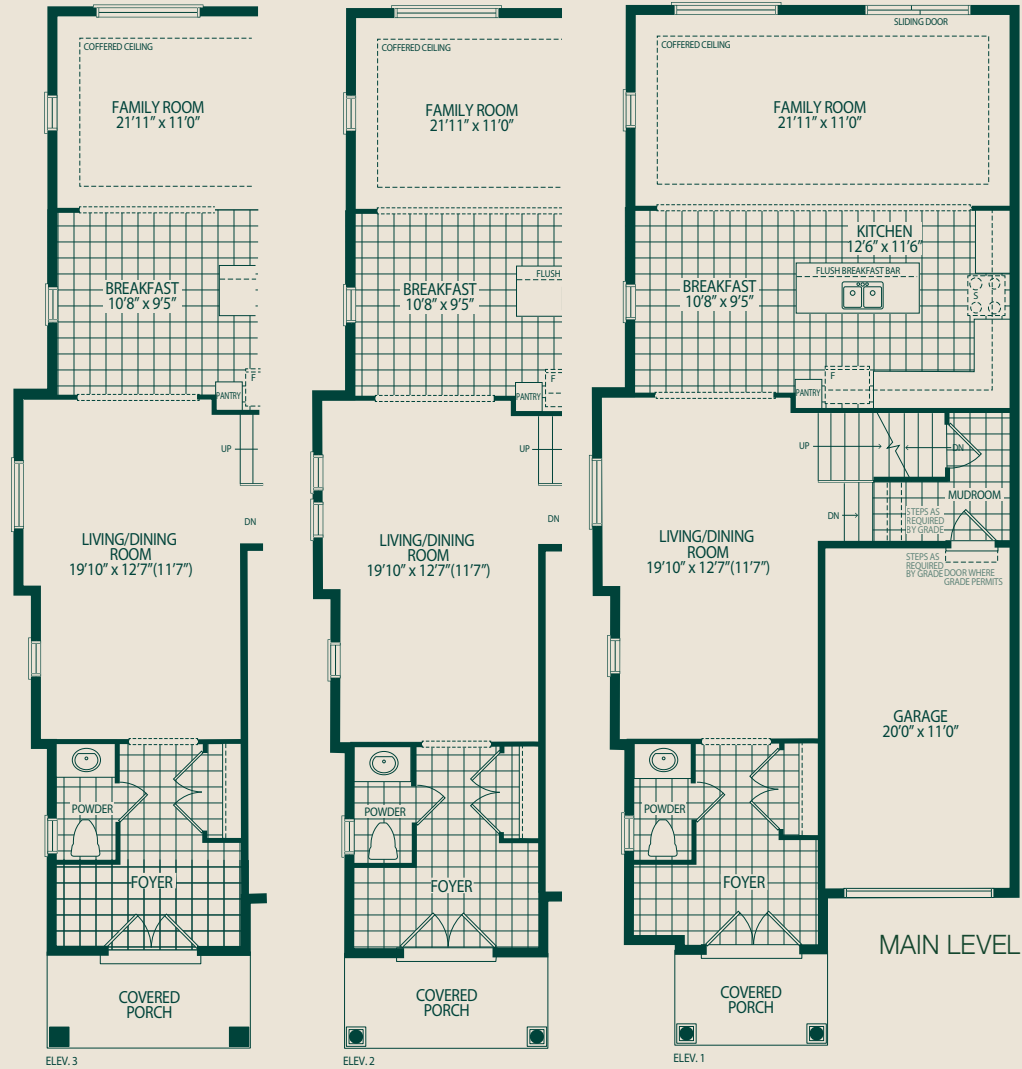 COFFERED CEILING
FAMILY ROOM
21'11" x 11'0"
BREAKFAST
10'8" x 9'5"
F
PANTRY
UP
DN
LIVING/DINING
ROOM
19'10" x 12'7"(11'7")
POWDER
FOYER
COVERED
PORCH
ELEV. 3
COFFERED CEILING
FAMILY ROOM
21'11" x 11'0"
FLUSH
BREAKFAST
10'8" x 9'5"
F
PANTRY
UP
DN
LIVING/DINING
ROOM
19'10" x 12'7"(11'7")
POWDER
FOYER
COVERED
PORCH
ELEV. 2
SLIDING DOOR
COFFERED CEILING
FAMILY ROOM
21'11" x 11'0"
KITCHEN
12'6" x 11'6"
FLUSH BREAKFAST BAR
BREAKFAST
10'8" x 9'5"
S
F
PANTRY
UP
DN
DN
MUDROOM
STEPS AS
REQUIRED
BY GRADE
LIVING/DINING
ROOM
19'10" x 12'7"(11'7")
STEPS AS
REQUIRED
BY GRADE
DOOR WHERE
GRADE PERMITS
GARAGE
20'0" x 11'0"
POWDER
FOYER
MAIN LEVEL
COVERED
PORCH
ELEV. 1